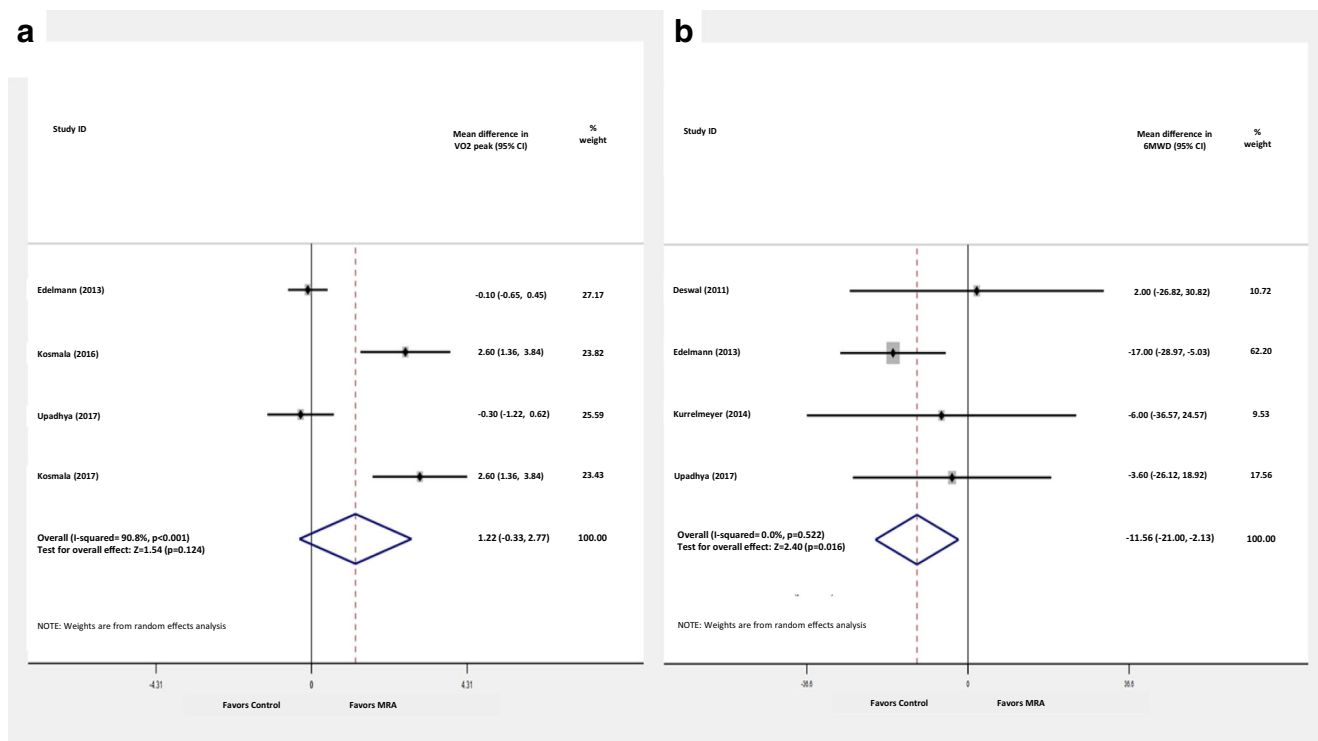 a
Study ID
Mean difference in
VO2 peak (95% CI)
%
weight
Edelmann (2013)
-0.10 (-0.65, 0.45)
27.17
Kosmala (2016)
2.60 (1.36, 3.84)
23.82
Upadhya (2017)
-0.30 (-1.22, 0.62)
25.59
Kosmala (2017)
2.60 (1.36, 3.84)
23.43
Overall (I-squared= 90.8%, p<0.001)
Test for overall effect: Z=1.54 (p=0.124)
1.22 (-0.33, 2.77)
100.00
NOTE: Weights are from random effects analysis
-4.31
0
4.31
Favors Control
Favors MRA
b
Study ID
Mean difference in
6MWD (95% CI)
%
weight
Deswal (2011)
2.00 (-26.82, 30.82)
10.72
Edelmann (2013)
-17.00 (-28.97, -5.03)
62.20
Kurrelmeyer (2014)
-6.00 (-36.57, 24.57)
9.53
Upadhya (2017)
-3.60 (-26.12, 18.92)
17.56
Overall (I-squared= 0.0%, p=0.522)
Test for overall effect: Z=2.40 (p=0.016)
-11.56 (-21.00, -2.13)
100.00
NOTE: Weights are from random effects analysis
-36.6
0
36.6
Favors Control
Favors MRA